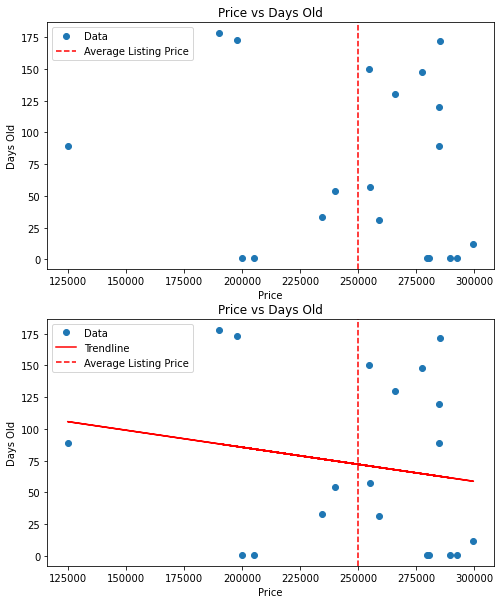 Price vs Days Old
Data
Average Listing Price
175
150
125
100
75
50
25
0
Days Old
125000 150000 175000 200000 225000 250000 275000 300000
Price
Price vs Days Old
Data
Trendline
Average Listing Price
175
150
125
100
75
50
25
0
Days Old
125000 150000 175000 200000 225000 250000 275000 300000
Price